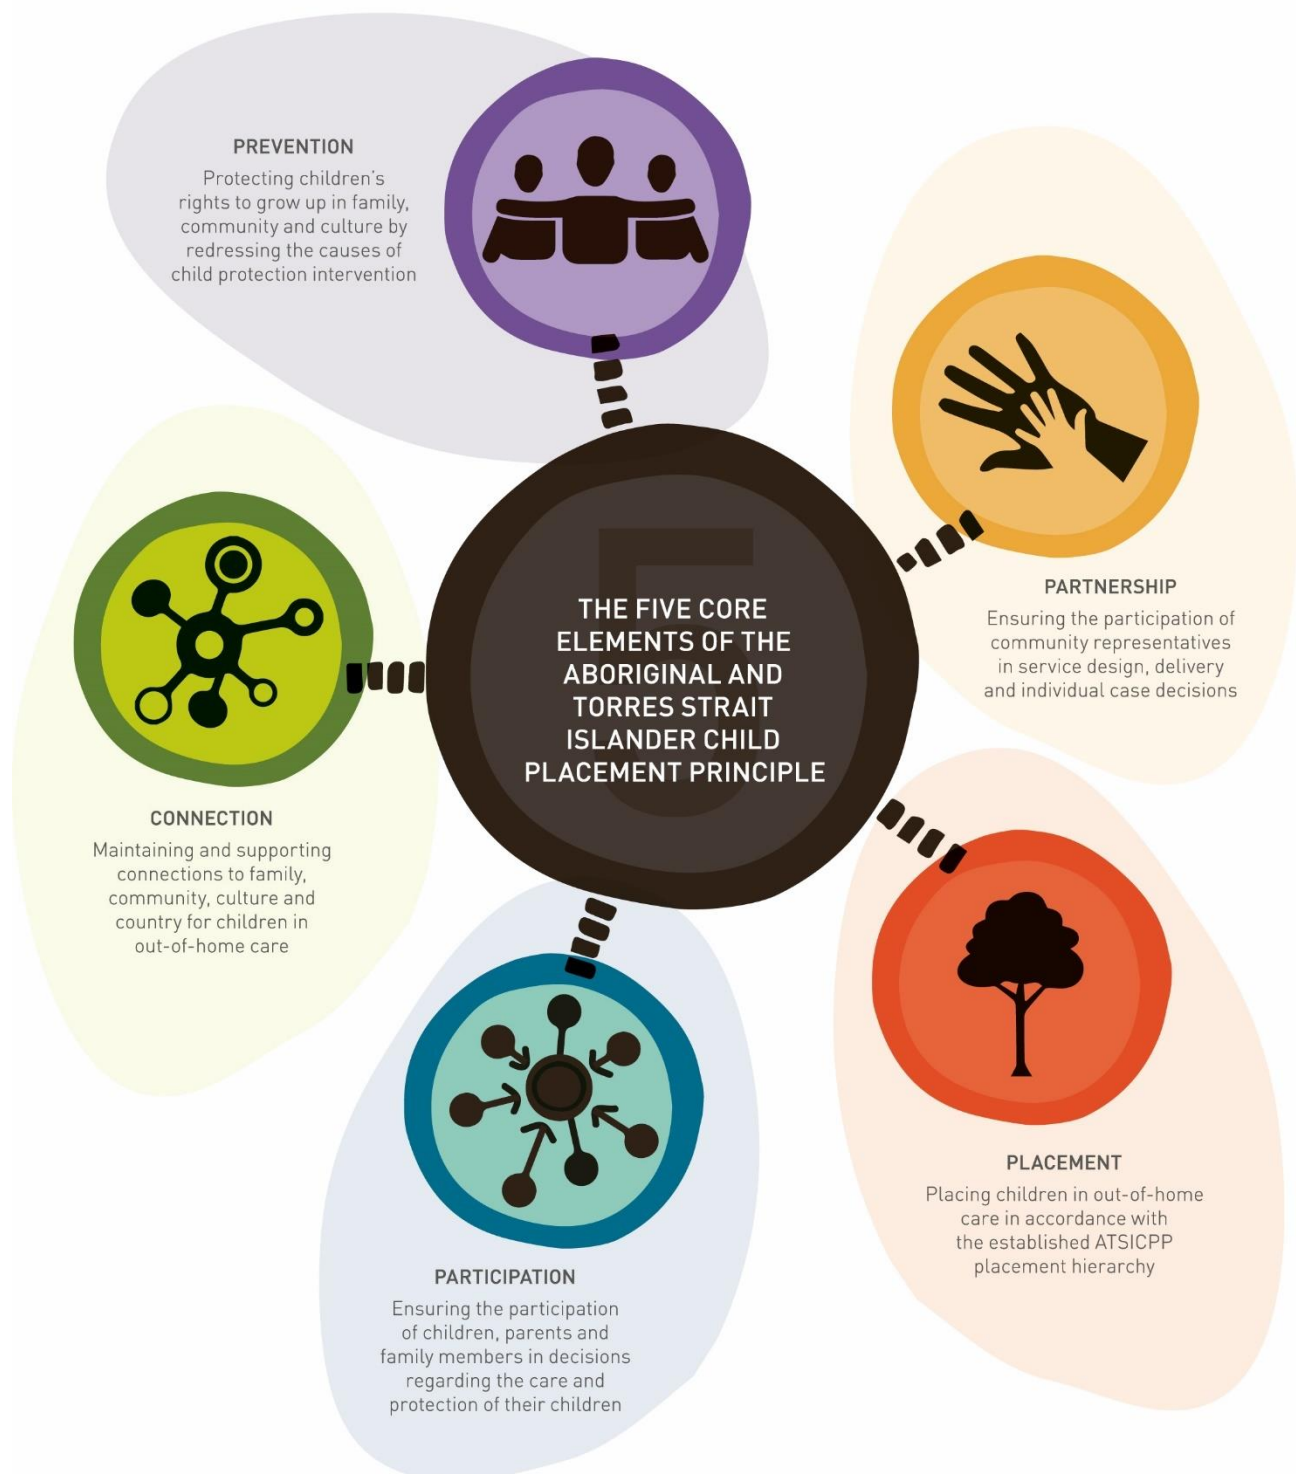 PREVENTION
Protecting children's
rights to grow up in family,
community and culture by
redressing the causes of
child protection intervention
PARTNERSHIP
Ensuring the participation of
community representatives
in service design, delivery
and individual case decisions
5
THE FIVE CORE
ELEMENTS OF THE
ABORIGINAL AND
TORRES STRAIT
ISLANDER CHILD
PLACEMENT PRINCIPLE
CONNECTION
Maintaining and supporting
connections to family,
community, culture and
country for children in
out-of-home care
PLACEMENT
Placing children in out-of-home
care in accordance with
the established ATSICPP
placement hierarchy
PARTICIPATION
Ensuring the participation
of children, parents and
family members in decisions
regarding the care and
protection of their children